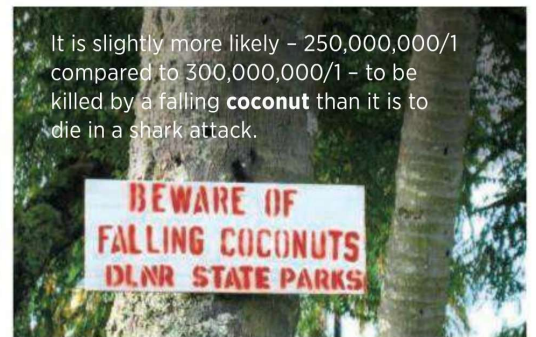 It is slightly more likely – 250,000,000/1
compared to 300,000,000/1 – to be
killed by a falling coconut than it is to
die in a shark attack.
BEWARE OF
FALLING COCONUTS
DLNR STATE PARKS